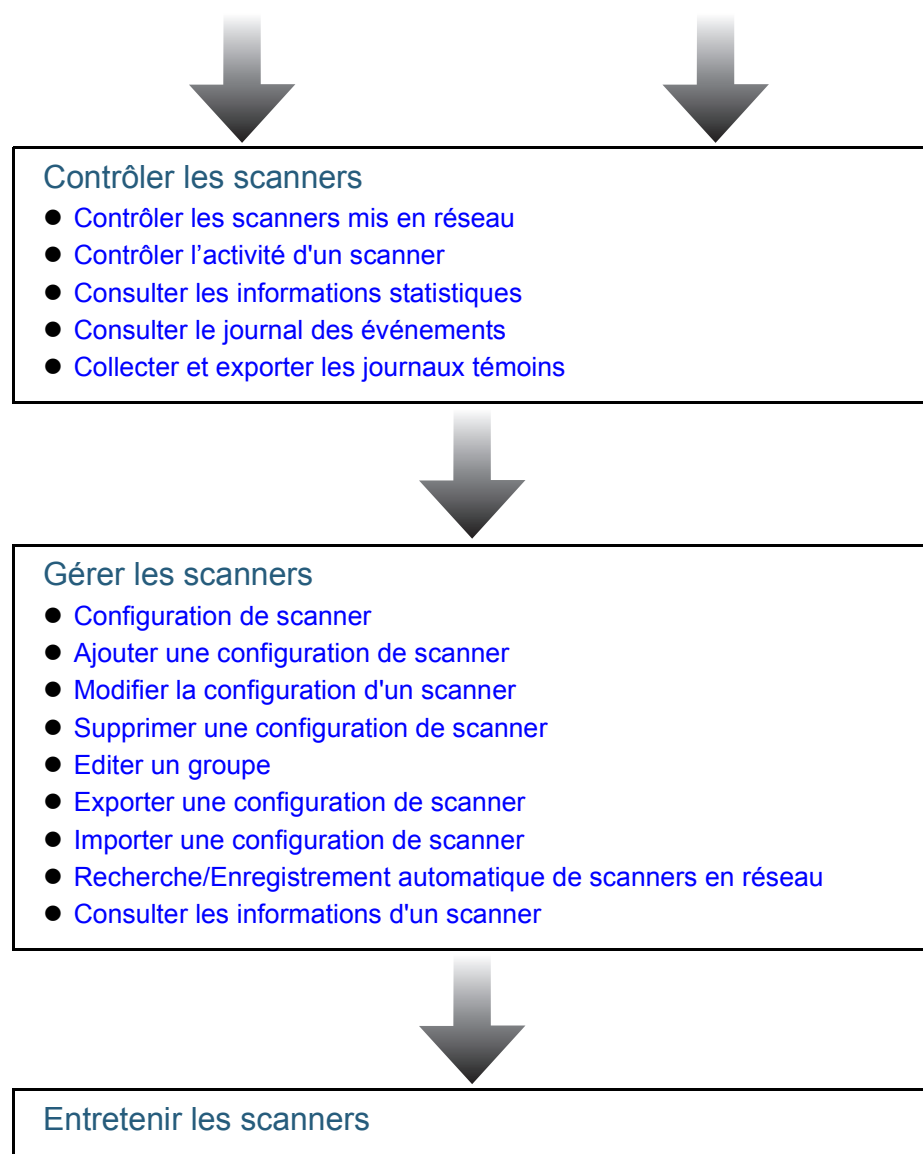 Contrôler les scanners
● Contrôler les scanners mis en réseau
● Contrôler l’activité d'un scanner
● Consulter les informations statistiques
● Consulter le journal des événements
● Collecter et exporter les journaux témoins
Gérer les scanners
● Configuration de scanner
● Ajouter une configuration de scanner
● Modifier la configuration d'un scanner
● Supprimer une configuration de scanner
● Editer un groupe
● Exporter une configuration de scanner
● Importer une configuration de scanner
● Recherche/Enregistrement automatique de scanners en réseau
● Consulter les informations d'un scanner
Entretenir les scanners